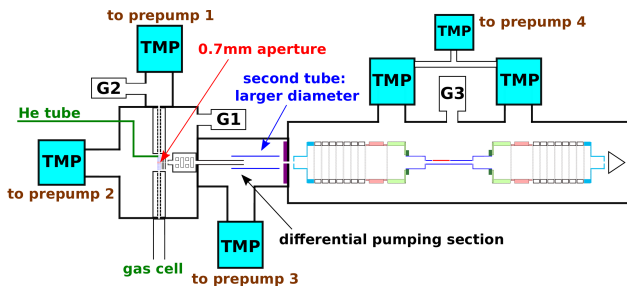 to prepump 1
to prepump 4
TMP
0.7mm aperture
TMP
G2
second tube:
larger diameter
TMP
TMP
G3
He tube
G1
TMP
to prepump 2
TMP
differential pumping section
gas cell
to prepump 3